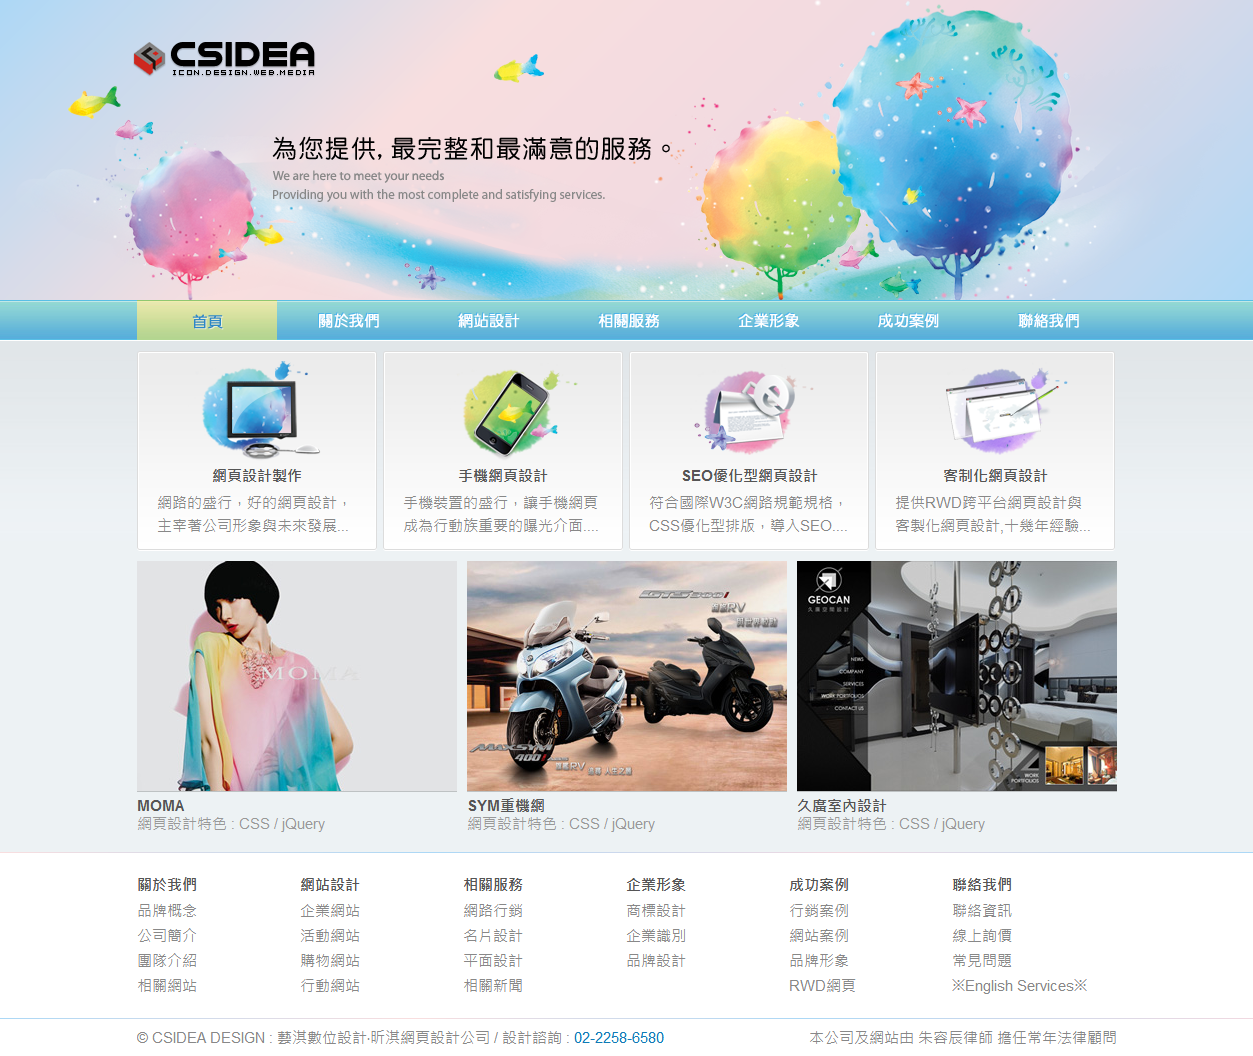 CSIDEA
ICON.DESIGN.WEB.MEDIA
為您提供, 最完整和最滿意的服務。
We are here to meet your needs
Providing you with the most complete and satisfying services.
首頁
關於我們
網站設計
相關服務
企業形象
成功案例
聯絡我們
網頁設計製作
網路的盛行，好的網頁設計，
主宰著公司形象與未來發展...
手機網頁設計
手機裝置的盛行，讓手機網頁
成為行動族重要的曝光介面....
SEO優化型網頁設計
符合國際W3C網路規範規格，
CSS優化型排版，導入SEO....
客制化網頁設計
提供RWD跨平台網頁設計與
客製化網頁設計,十幾年經驗...
MOMA
MAXSYM
400i
GEOCAN
久廣空間設計
NEWS
COMPANY
SERVICES
WORK PORTFOLIOS
CONTACT US
WORK
PORTFOLIOS
MOMA
網頁設計特色 : CSS / jQuery
SYM重機網
網頁設計特色 : CSS / jQuery
久廣室內設計
網頁設計特色 : CSS / jQuery
關於我們
品牌概念
公司簡介
團隊介紹
相關網站
網站設計
企業網站
活動網站
購物網站
行動網站
相關服務
網路行銷
名片設計
平面設計
相關新聞
企業形象
商標設計
企業識別
品牌設計
成功案例
行銷案例
網站案例
品牌形象
RWD網頁
聯絡我們
聯絡資訊
線上詢價
常見問題
※English Services※
© CSIDEA DESIGN : 藝淇數位設計‧昕淇網頁設計公司 / 設計諮詢 : 02-2258-6580
本公司及網站由 朱容辰律師 擔任常年法律顧問